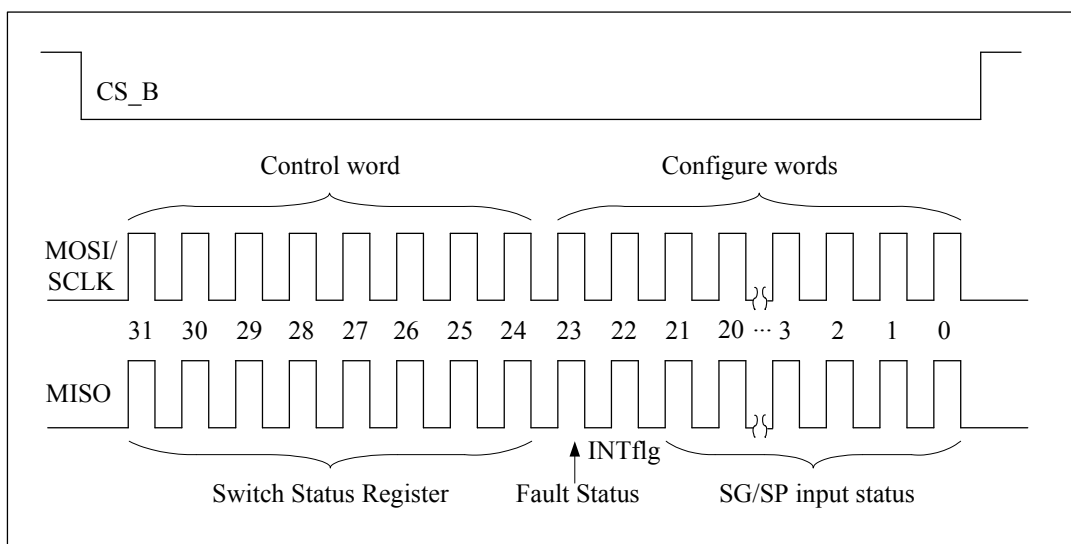 CS_B
Control word Configure words
MOSI/
SCLK
31 30 29 28 27 26 25 24 23 22 21 20 ... 3 2 1 0
MISO
INTflg
Switch Status Register Fault Status SG/SP input status